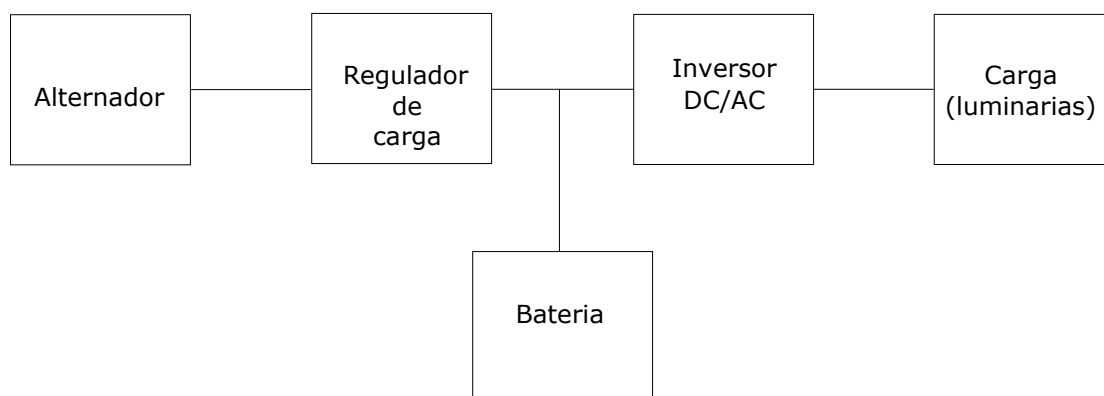 Alternador
Regulador
de
carga
Inversor
DC/AC
Carga
(luminarias)
Bateria